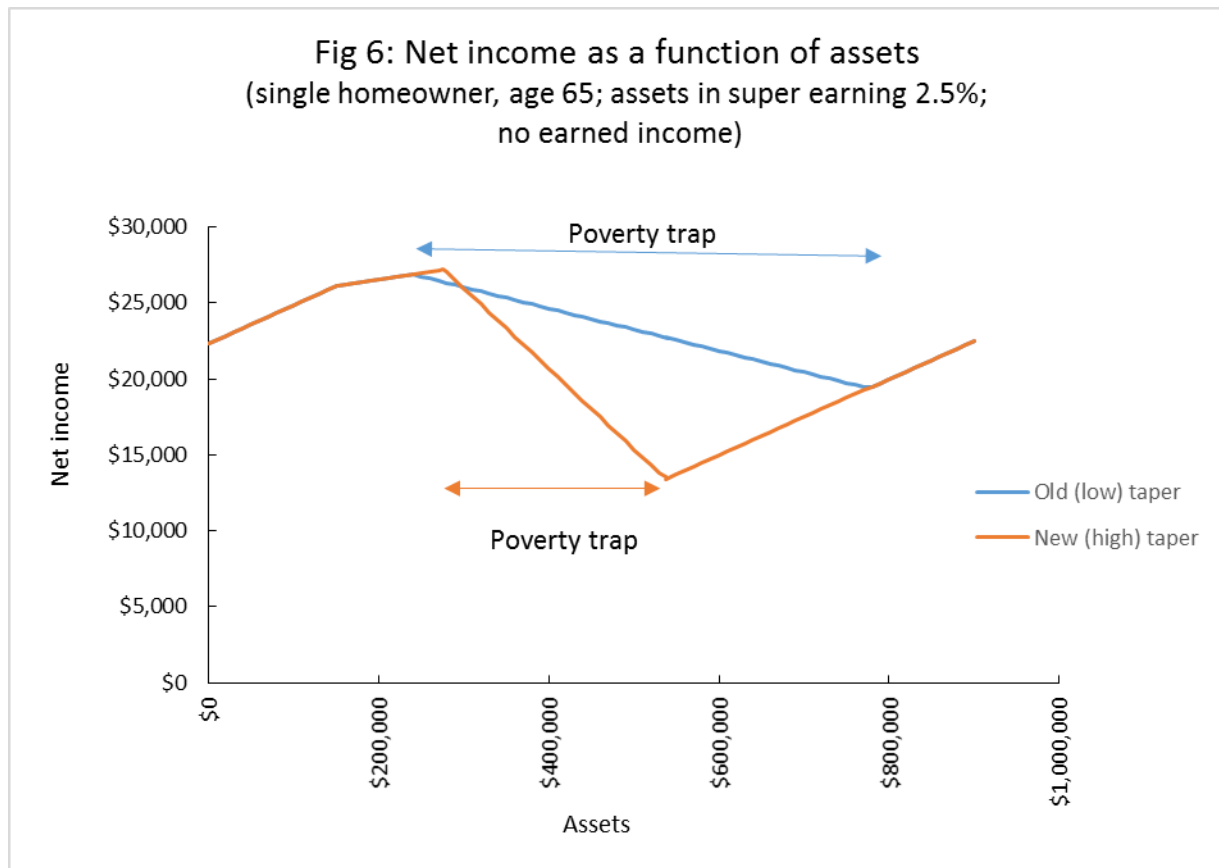 Fig 6: Net income as a function of assets
(single homeowner, age 65; assets in super earning 2.5%;
no earned income)
$30,000
Poverty trap
$25,000
$20,000
Net income
$15,000
Old (low) taper
$10,000
Poverty trap
New (high) taper
$5,000
$0
$0
$200,000
$400,000
$600,000
$800,000
$1,000,000
Assets